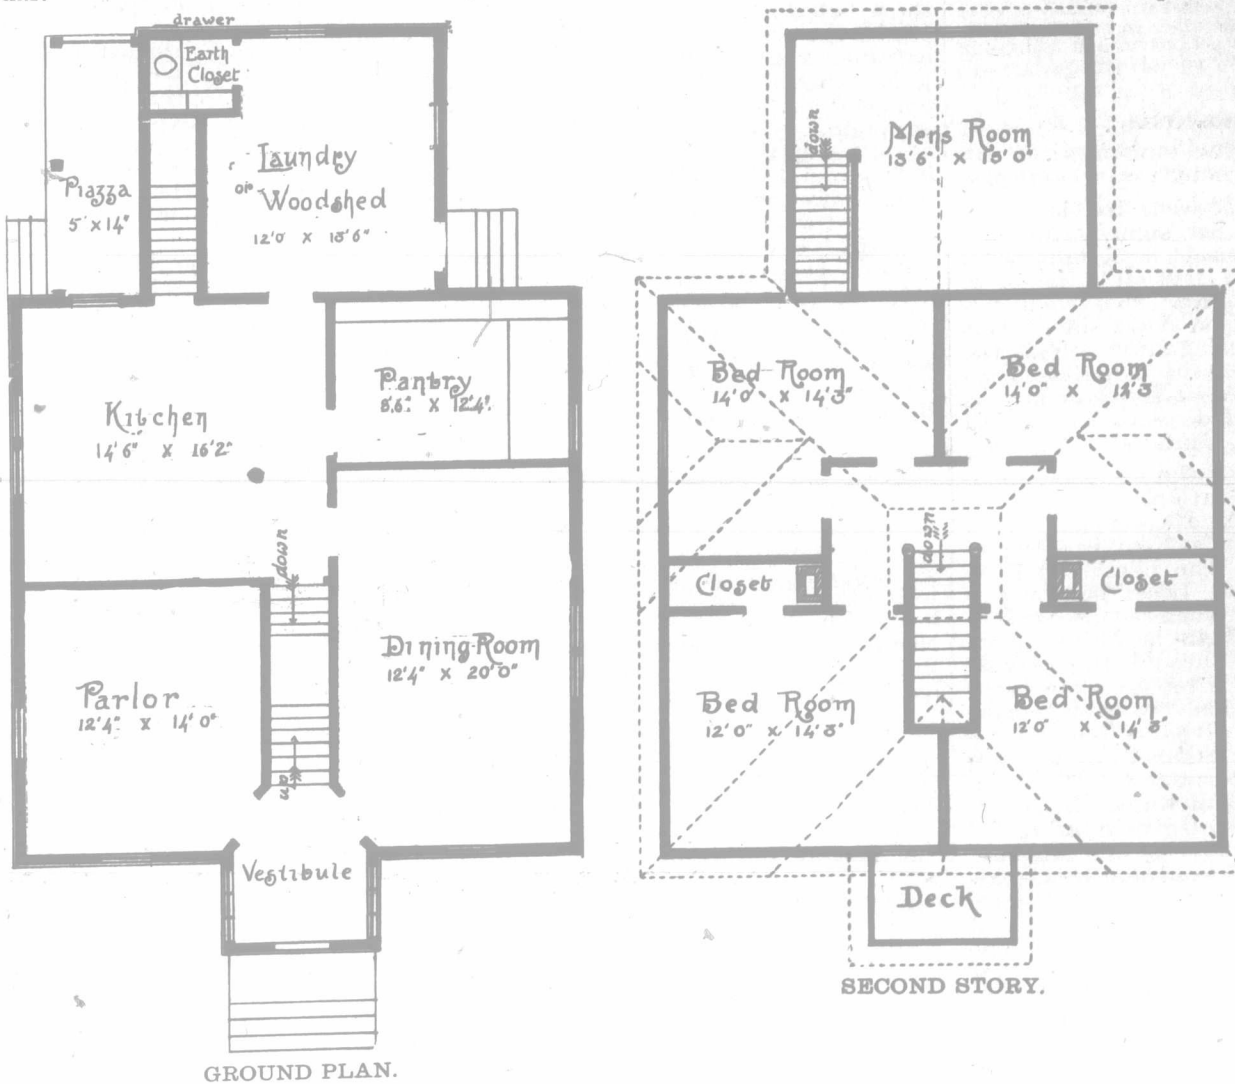 drawer
Earth
Closet
Laundry
or
Woodshed
12'0 X 13'6"
Piazza
5' x 14"
Kitchen
14'6" X 16'2"
Pantry
8'6" X 12'4"
down
Dining-Room
12'4" X 20'0"
Parlor
12'4" X 14'0"
up
Vestibule
GROUND PLAN.
down
Mens Room
13'6" X 13'0"
Bed Room
14'0 X 14'3"
Bed Room
14'0" X 12'3
down
Closet
Closet
Bed Room
12'0" X 14'3"
Bed Room
12'0" X 14'3"
Deck
SECOND STORY.